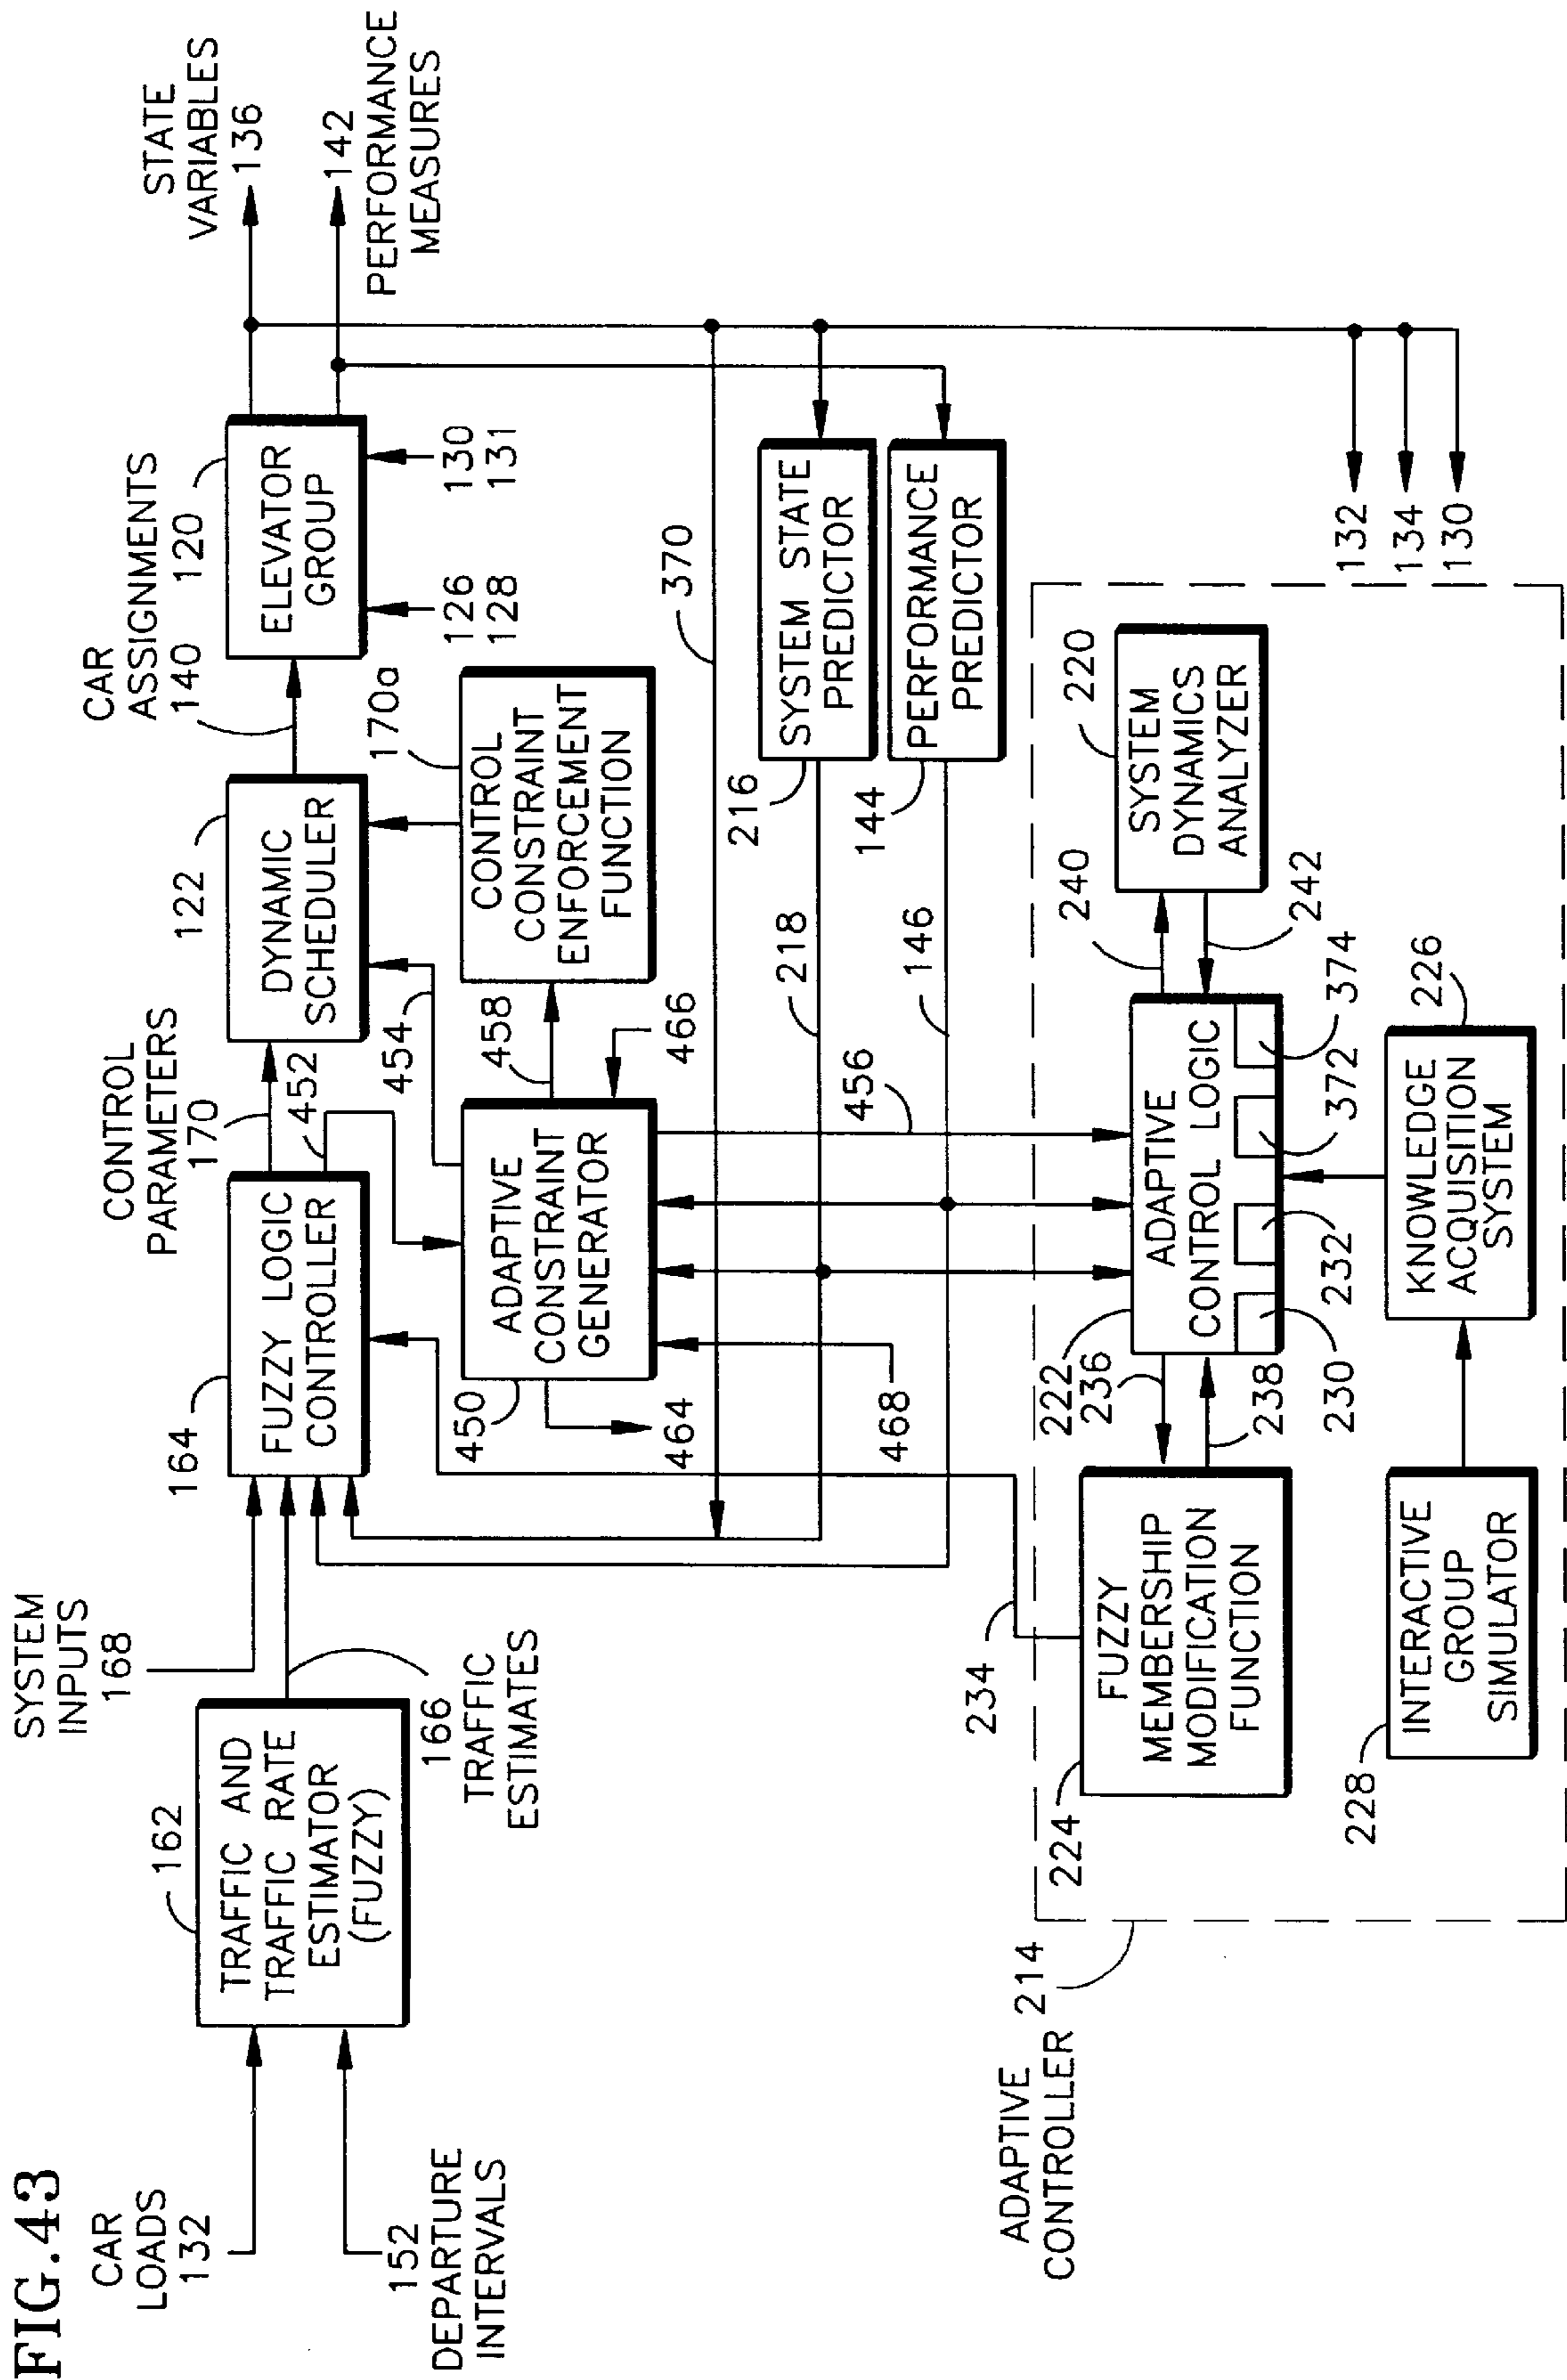 FIG.43
CAR
LOADS
132
152
DEPARTURE
INTERVALS
162
TRAFFIC AND
TRAFFIC RATE
ESTIMATOR
(FUZZY)
SYSTEM
INPUTS
168
166
TRAFFIC
ESTIMATES
164
FUZZY LOGIC
CONTROLLER
CONTROL
PARAMETERS
170
452
122
DYNAMIC
SCHEDULER
CAR
ASSIGNMENTS
140
120
ELEVATOR
GROUP
126
128
130
131
STATE
VARIABLES
136
142
PERFORMANCE
MEASURES
450
ADAPTIVE
CONSTRAINT
GENERATOR
464
468
454
458
466
170a
CONTROL
CONSTRAINT
ENFORCEMENT
FUNCTION
370
216
SYSTEM STATE
PREDICTOR
218
144
PERFORMANCE
PREDICTOR
146
456
234
132
134
130
ADAPTIVE
CONTROLLER 214
224
FUZZY
MEMBERSHIP
MODIFICATION
FUNCTION
222
236
238
ADAPTIVE
CONTROL LOGIC
230
232
372
374
240
242
220
SYSTEM
DYNAMICS
ANALYZER
228
INTERACTIVE
GROUP
SIMULATOR
226
KNOWLEDGE
ACQUISITION
SYSTEM